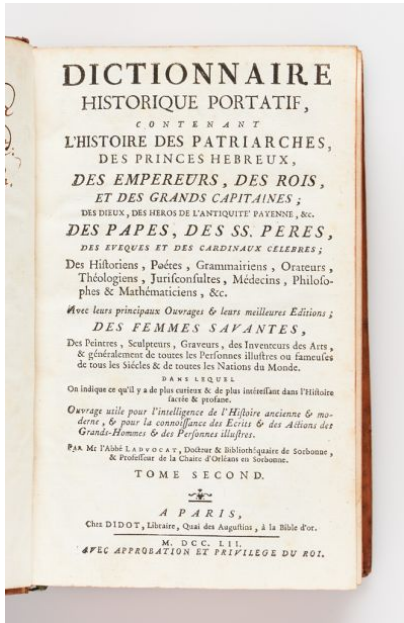 DICTIONNAIRE
HISTORIQUE PORTATIF,
CONTENANT
L'HISTOIRE DES PATRIARCHES,
DES PRINCES HEBREUX,
DES EMPEREURS, DES ROIS,
ET DES GRANDS CAPITAINES;
DES DIEUX, DES HEROS DE L'ANTIQUITÉ PAYENNE, &c.
DES PAPES, DES SS. PERES,
DES EVEQUES ET DES CARDINAUX CELEBRES;
Des Historiens, Poétes, Grammairiens, Orateurs,
Théologiens, Jurisconsultes, Médecins, Philoso-
phes & Mathématiciens, &c.
Avec leurs principaux Ouvrages & leurs meilleures Editions;
DES FEMMES SAVANTES,
Des Peintres, Sculpteurs, Graveurs, des Inventeurs des Arts,
& généralement de toutes les Personnes illustres ou fameuses
de tous les Siécles & de toutes les Nations du Monde.
DANS LEQUEL
On indique ce qu'il y a de plus curieux & de plus intéressant dans l'Histoire
sacrée & profane.
Ouvrage utile pour l'intelligence de l'Histoire ancienne & mo-
derne, & pour la connoissance des Ecrits & des Actions des
Grands-Hommes & des Personnes illustres.
PAR Mr l'Abbé LADVOCAT, Docteur & Bibliothéquaire de Sorbonne,
& Professeur de la Chaire d'Orléans en Sorbonne.
TOME SECOND.
A PARIS,
Chez DIDOT, Libraire, Quai des Augustins, à la Bible d'or.
M. DCC. LII.
AVEC APPROBATION ET PRIVILEGE DU ROI.